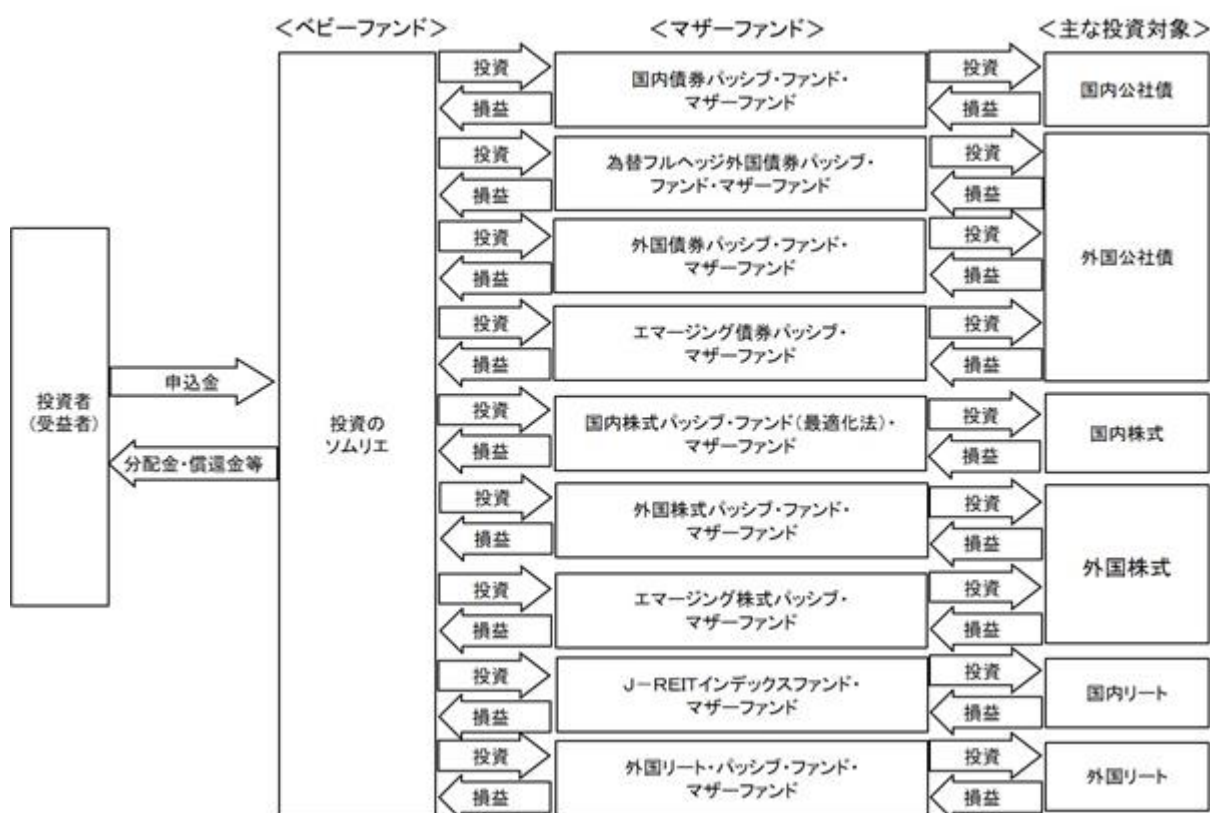 <ベビーファンド>
<マザーファンド>
<主な投資対象>
投資者
(受益者)
申込金
分配金・償還金等
投資の
ソムリエ
投資
損益
国内債券パッシブ・ファンド・
マザーファンド
投資
損益
国内公社債
投資
損益
為替フルヘッジ外国債券パッシブ・
ファンド・マザーファンド
投資
損益
投資
損益
外国債券パッシブ・ファンド・
マザーファンド
投資
損益
外国公社債
投資
損益
エマージング債券パッシブ・
マザーファンド
投資
損益
投資
損益
国内株式パッシブ・ファンド(最適化法)・
マザーファンド
投資
損益
国内株式
投資
損益
外国株式パッシブ・ファンド・
マザーファンド
投資
損益
外国株式
投資
損益
エマージング株式パッシブ・
マザーファンド
投資
損益
投資
損益
J-REITインデックスファンド・
マザーファンド
投資
損益
国内リート
投資
損益
外国リート・パッシブ・ファンド・
マザーファンド
投資
損益
外国リート